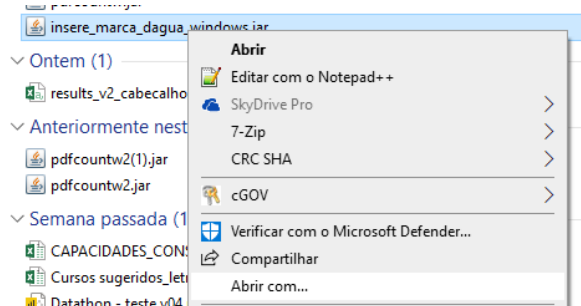 insere_marca_dagua_windows.jar
Abrir
Editar com o Notepad++
Ontem (1)
results_v2_cabecalho
SkyDrive Pro
7-Zip
Anteriormente nest
CRC SHA
pdfcountw2(1).jar
pdfcountw2.jar
cGOV
Semana passada (1
Verificar com o Microsoft Defender...
CAPACIDADES_CONS
Compartilhar
Cursos sugeridos_letr
Abrir com...
Datathon - teste v04